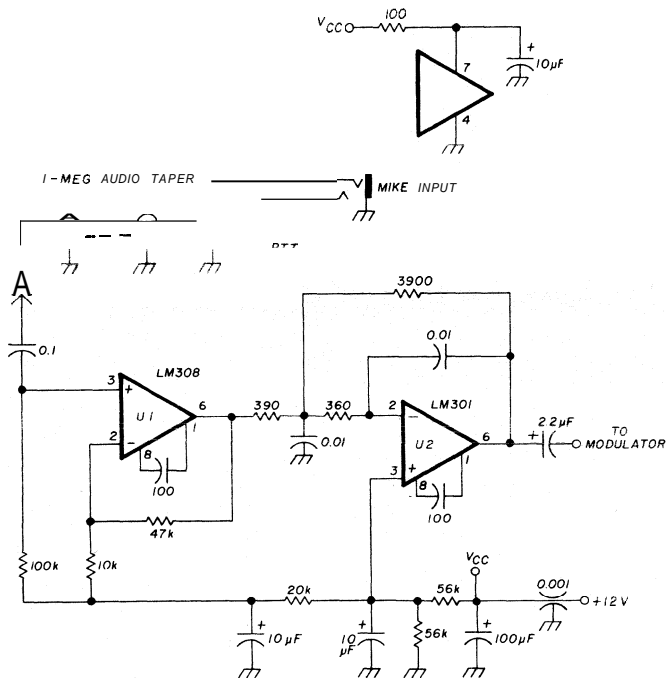 VCC
100
+
10µF
7
4
1-MEG AUDIO TAPER
MIKE INPUT
A
0.1
3900
0.01
LM308
3
+
U1
6
1
2
−
8
100
390
360
0.01
LM301
2
−
U2
6
1
3
+
8
100
+
2.2µF
TO
MODULATOR
47k
100k
10k
20k
VCC
56k
0.001
+12V
+
10µF
+
10
µF
56k
+
100µF